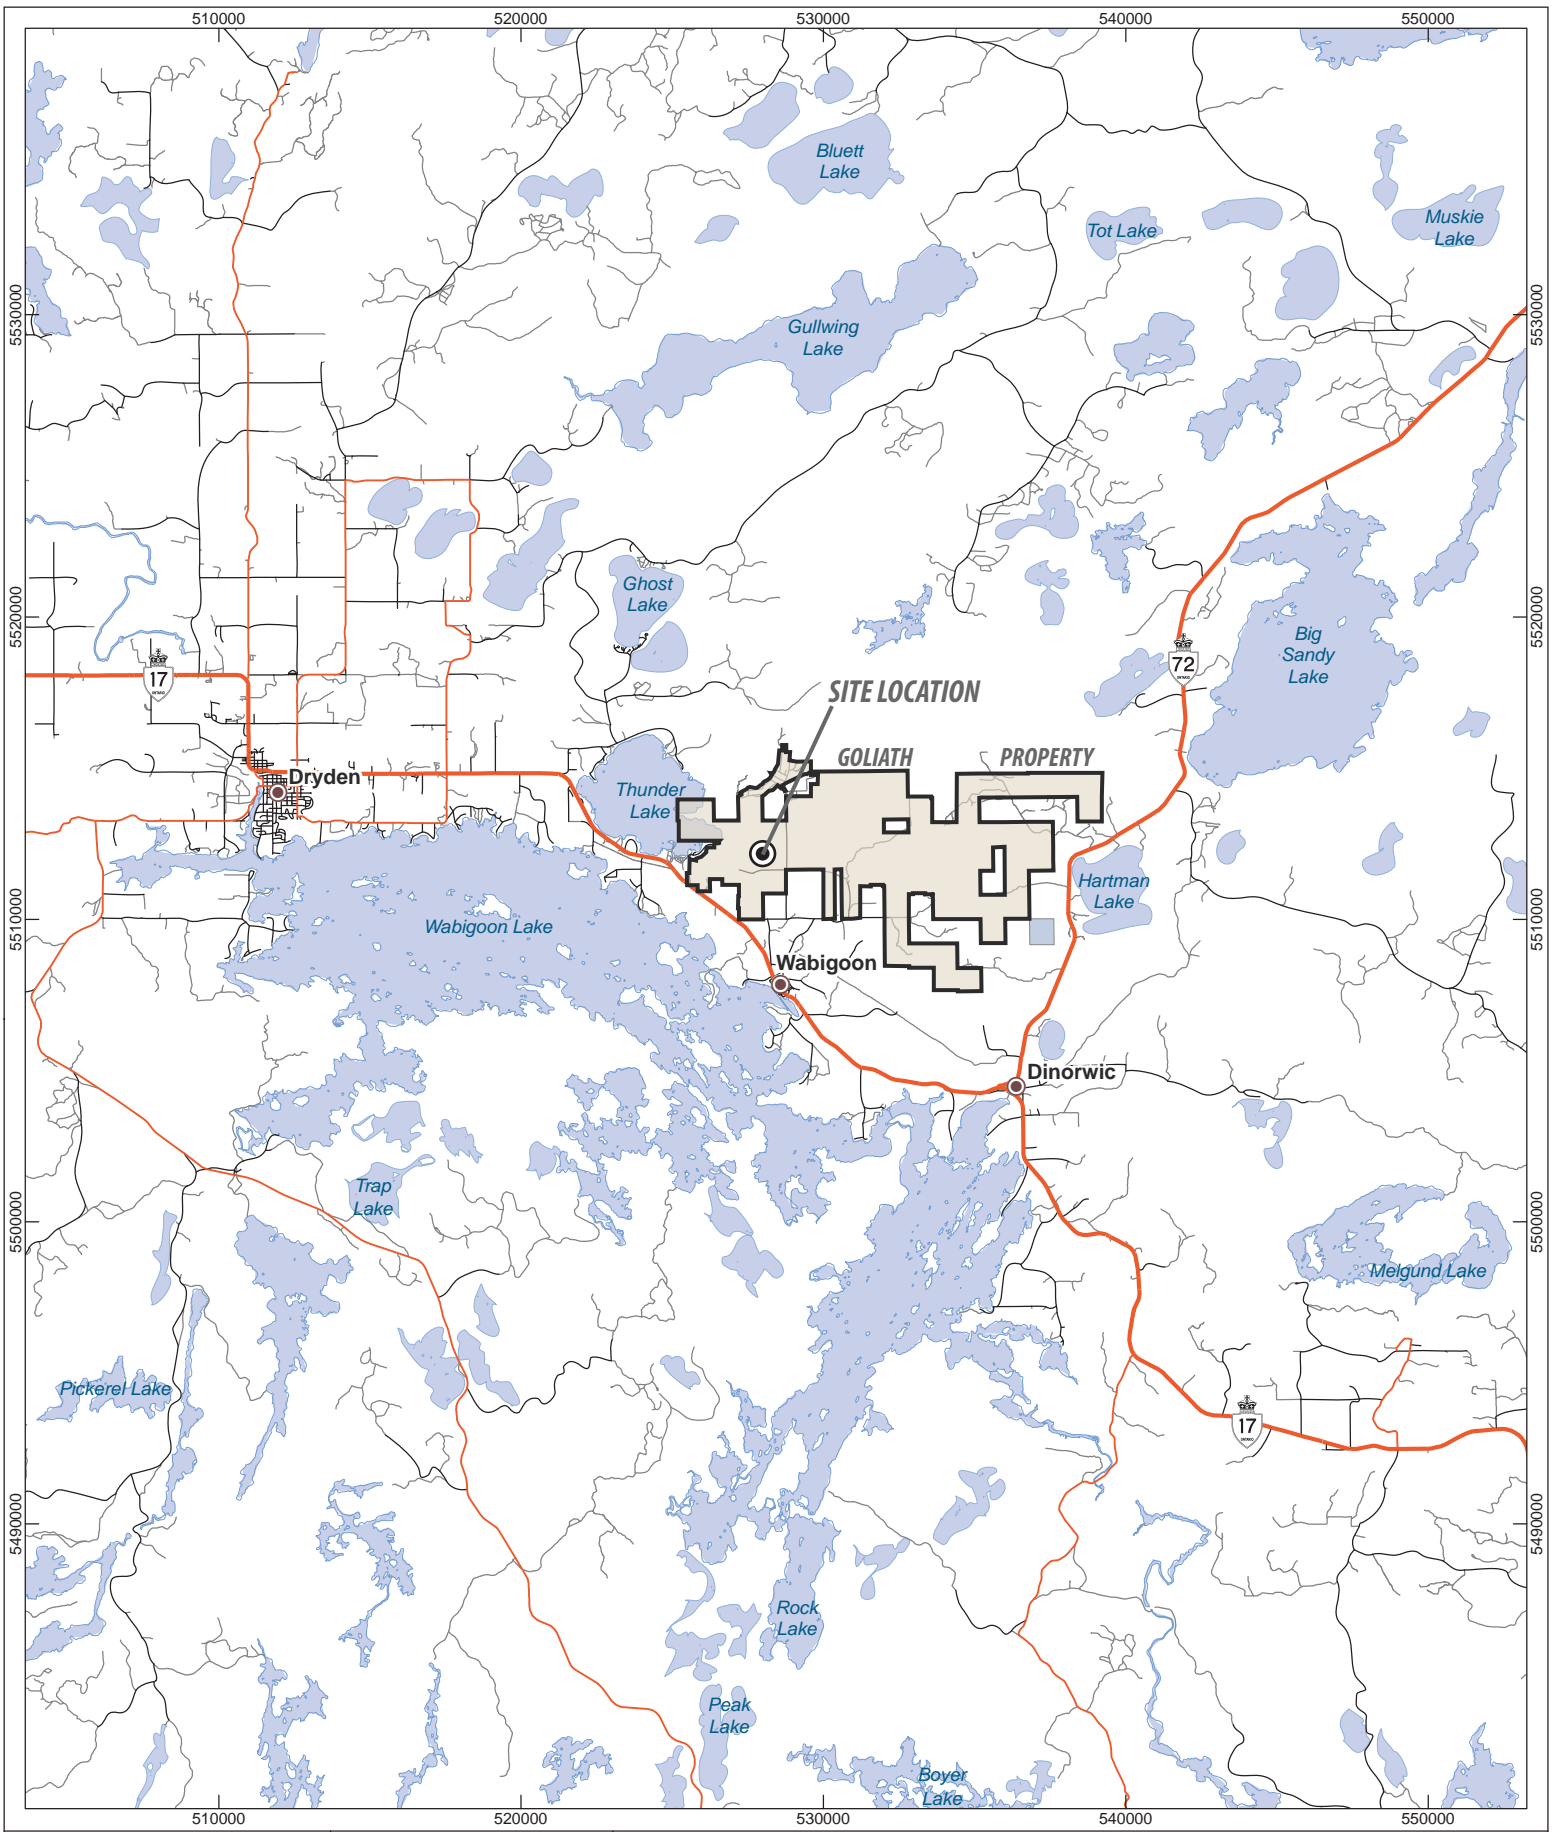 510000
520000
530000
540000
550000
Bluett
Lake
Muskie
Lake
Tot Lake
5530000
5530000
Gullwing
Lake
Ghost
Lake
5520000
5520000
Big
Sandy
Lake
17
ONTARIO
72
ONTARIO
SITE LOCATION
GOLIATH PROPERTY
Dryden
Thunder
Lake
Hartman
Lake
5510000
5510000
Wabigoon Lake
Wabigoon
Dinorwic
Trap
Lake
5500000
5500000
Melgund Lake
Pickerel Lake
17
ONTARIO
5490000
5490000
Rock
Lake
Peak
Lake
Boyer
Lake
510000
520000
530000
540000
550000